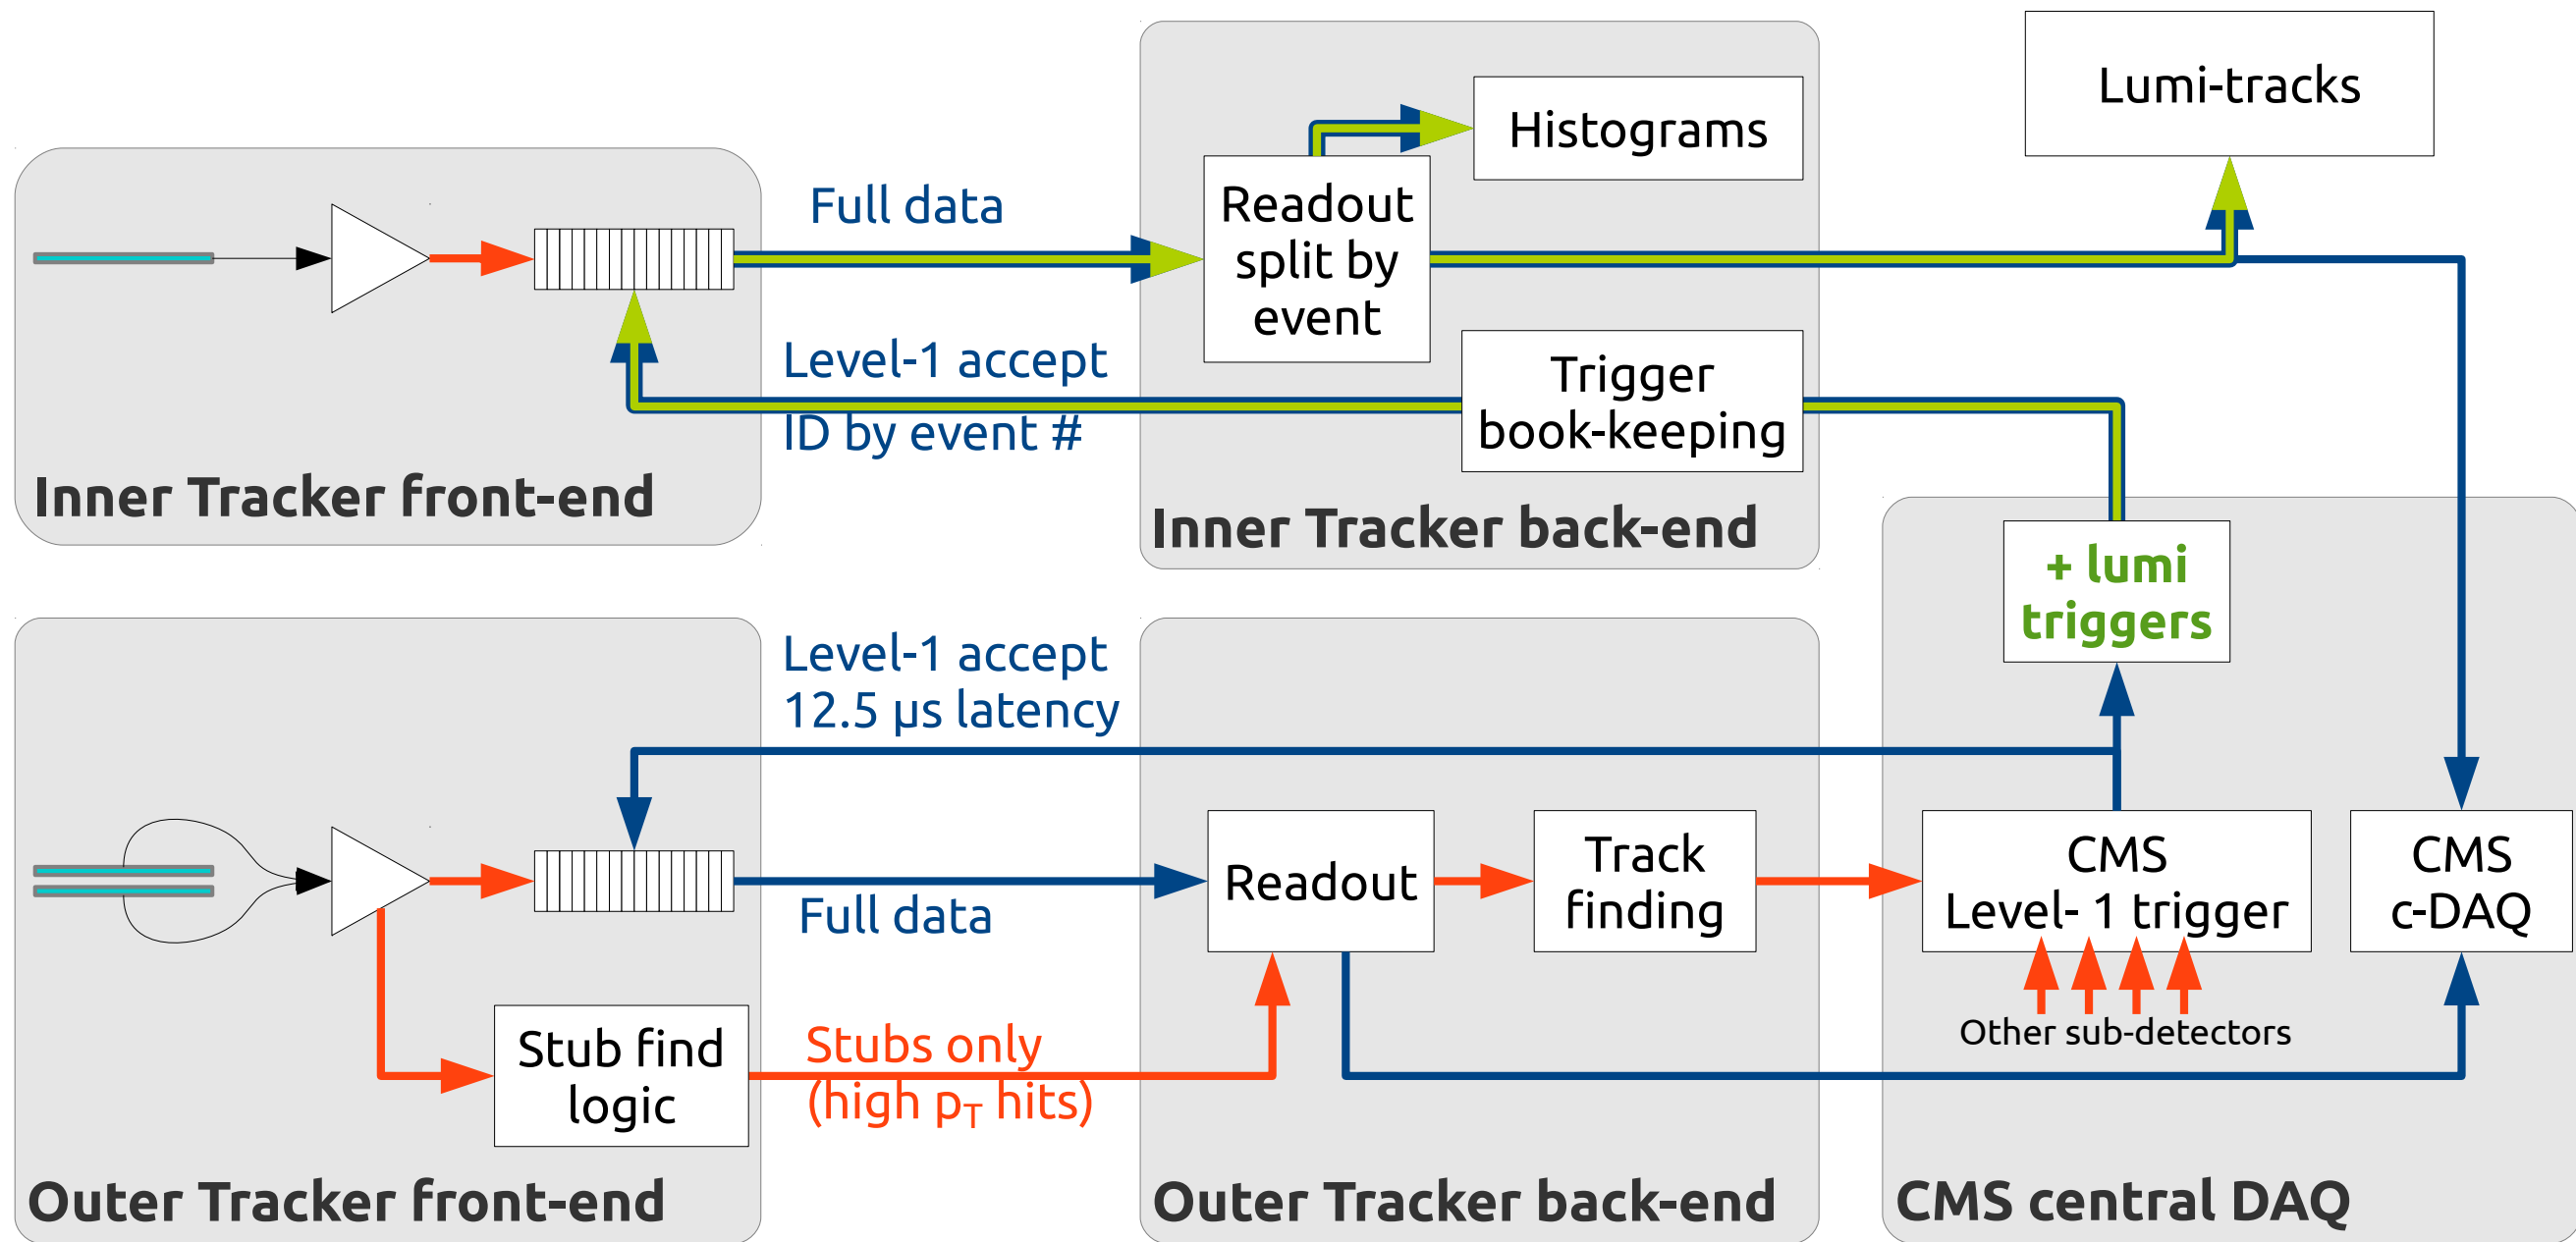 Lumi-tracks
Histograms
Full data
Readout
split by
event
Level-1 accept
ID by event #
Trigger
book-keeping
Inner Tracker front-end
Inner Tracker back-end
+ lumi
triggers
Level-1 accept
12.5 µs latency
Readout
Track
finding
CMS
Level- 1 trigger
CMS
c-DAQ
Full data
Other sub-detectors
Stub find
logic
Stubs only
(high pT hits)
Outer Tracker front-end
Outer Tracker back-end
CMS central DAQ